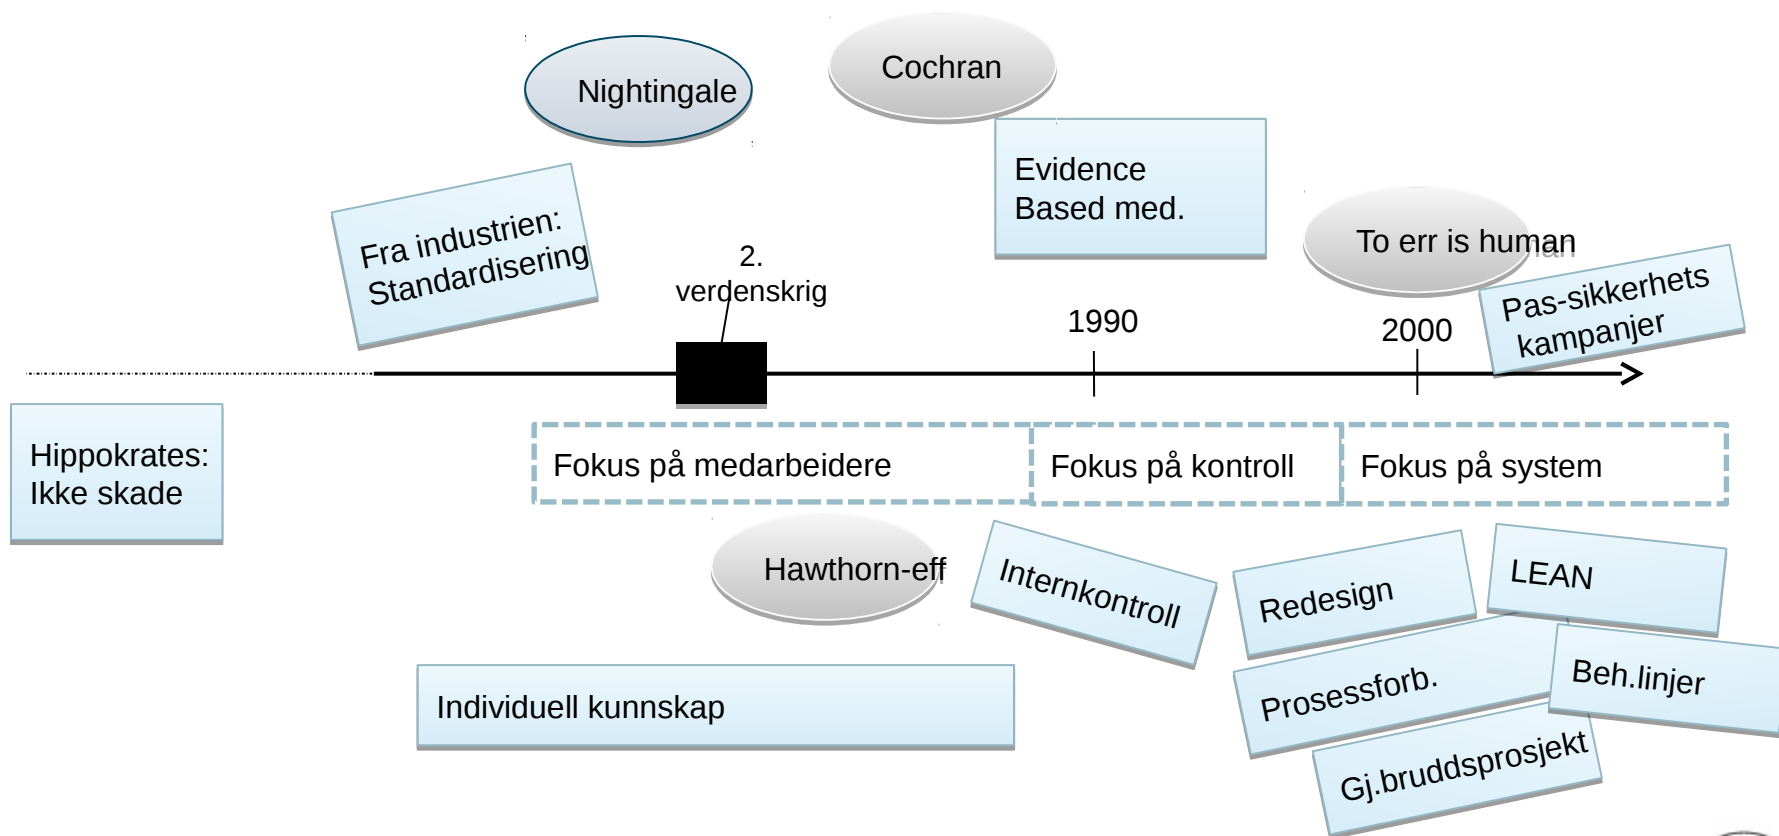 Nightingale
Cochran
Evidence
Based med.
Fra industrien:
Standardisering
2.
verdenskrig
To err is human
Pas-sikkerhets
kampanjer
1990
2000
Hippokrates:
Ikke skade
Fokus på medarbeidere
Fokus på kontroll
Fokus på system
Hawthorn-eff
Internkontroll
Redesign
LEAN
Prosessforb.
Beh.linjer
Individuell kunnskap
Gj.bruddsprosjekt